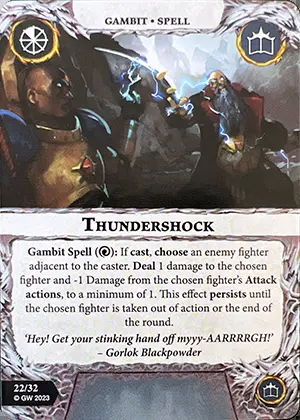 GAMBIT • SPELL
THUNDERSHOCK
Gambit Spell (): If cast, choose an enemy fighter
adjacent to the caster. Deal 1 damage to the chosen
fighter and -1 Damage from the chosen fighter's Attack
actions, to a minimum of 1. This effect persists until
the chosen fighter is taken out of action or the end of
the round.
'Hey! Get your stinking hand off myyy-AARRRRGH!'
– Gorlok Blackpowder
22/32
© GW 2023